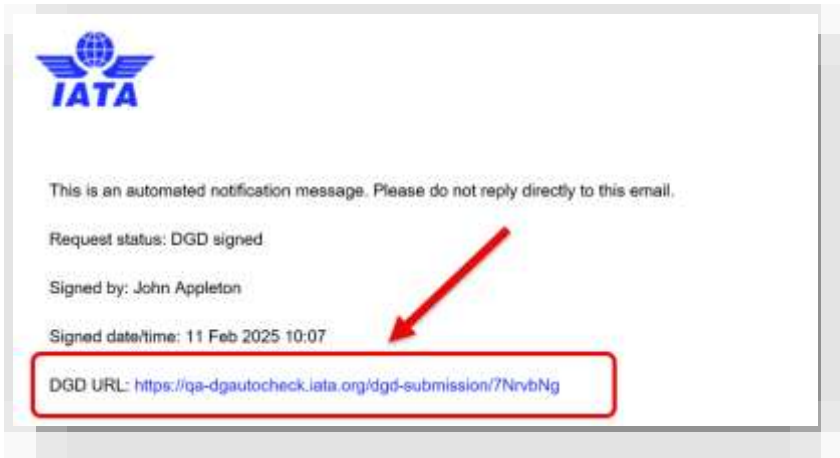 IATA
This is an automated notification message. Please do not reply directly to this email.
Request status: DGD signed
Signed by: John Appleton
Signed date/time: 11 Feb 2025 10:07
DGD URL: https://qa-dgautocheck.iata.org/dgd-submission/7NrvbNg